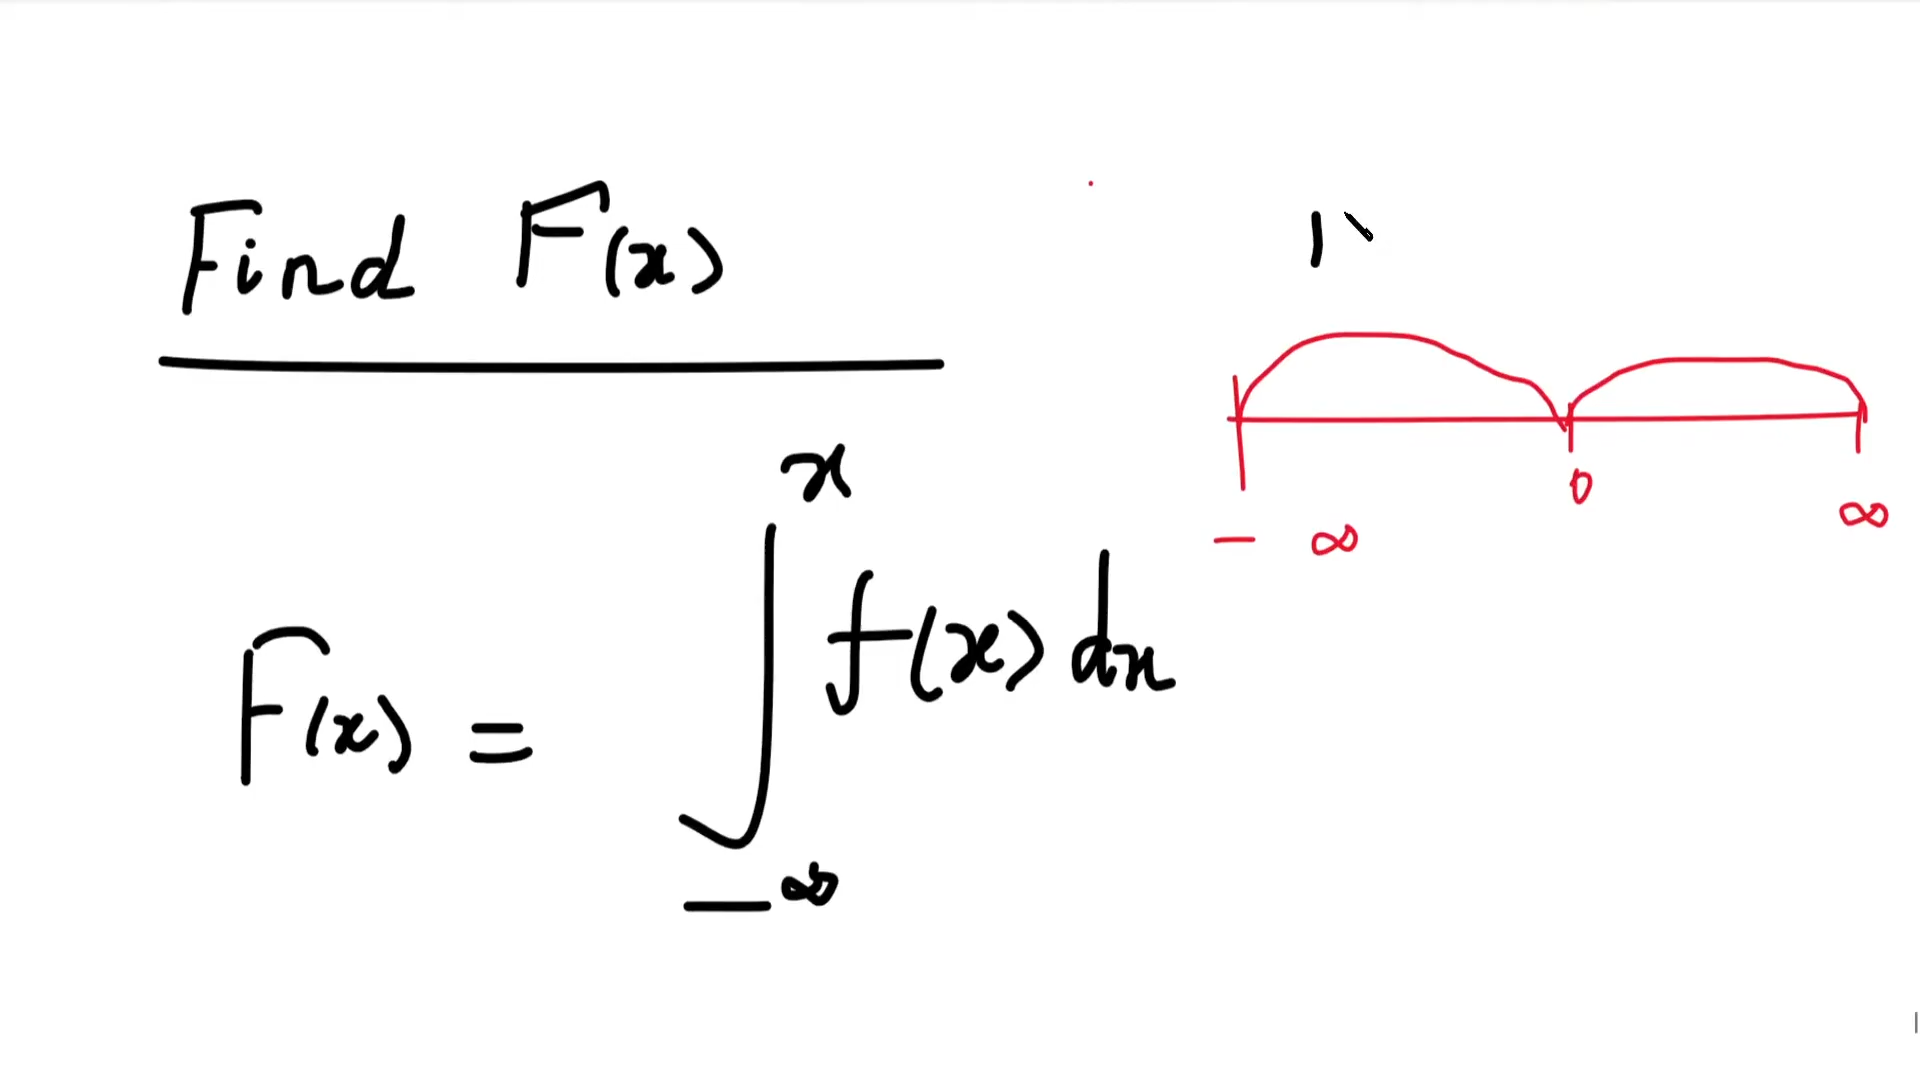 Find F(x)
F(x) = ∫_{-∞}^{x} f(x) dx
- ∞ 0 ∞